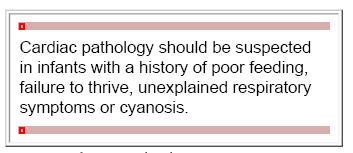 Cardiac pathology should be suspected
in infants with a history of poor feeding,
failure to thrive, unexplained respiratory
symptoms or cyanosis.